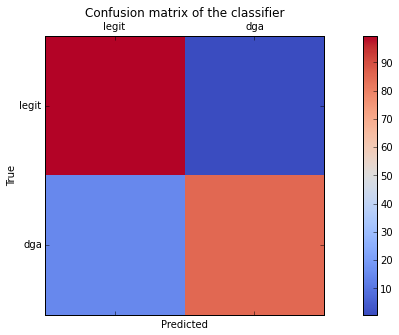 Confusion matrix of the classifier
legit dga
legit
dga
True
Predicted
90
80
70
60
50
40
30
20
10